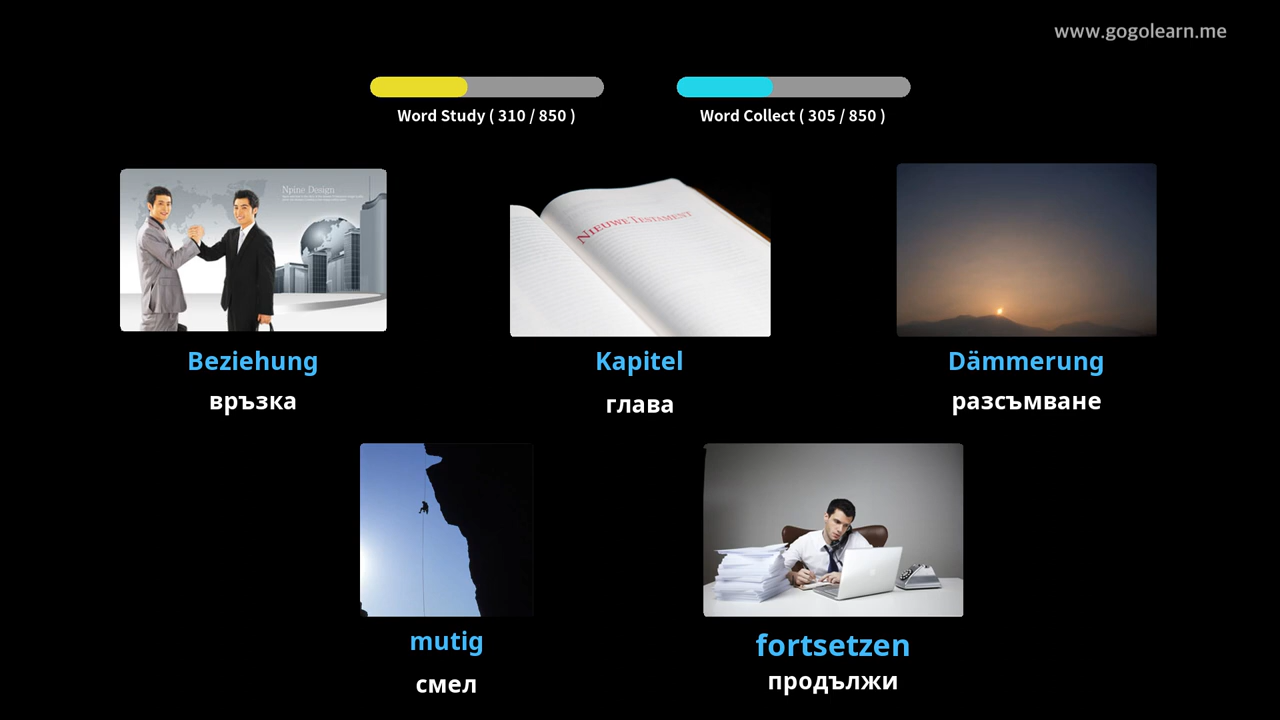 www.gogolearn.me
Word Study ( 310 / 850 )
Word Collect ( 305 / 850 )
Npine Design
NIEUWE TESTAMENT
Beziehung
Kapitel
Dämmerung
връзка
глава
разсъмване
mutig
fortsetzen
смел
продължи